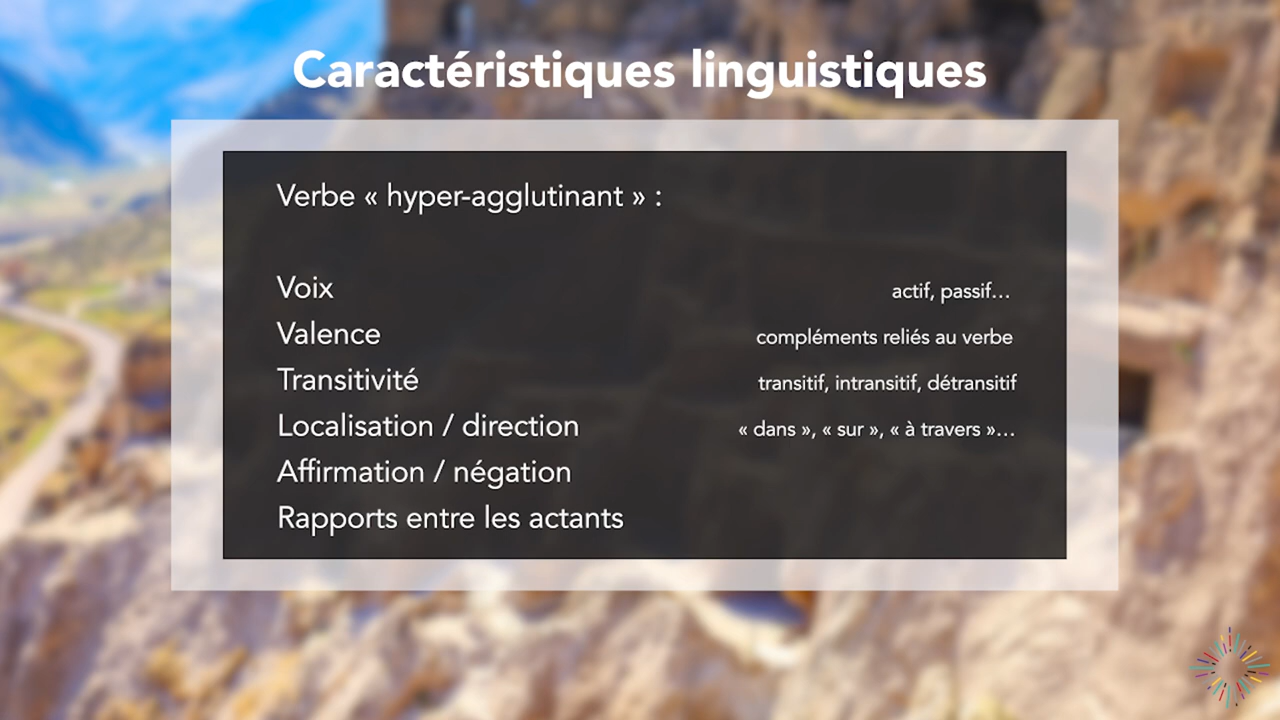 Caractéristiques linguistiques
Verbe « hyper-agglutinant » :
Voix actif, passif...
Valence compléments reliés au verbe
Transitivité transitif, intransitif, détransitif
Localisation / direction « dans », « sur », « à travers »...
Affirmation / négation
Rapports entre les actants